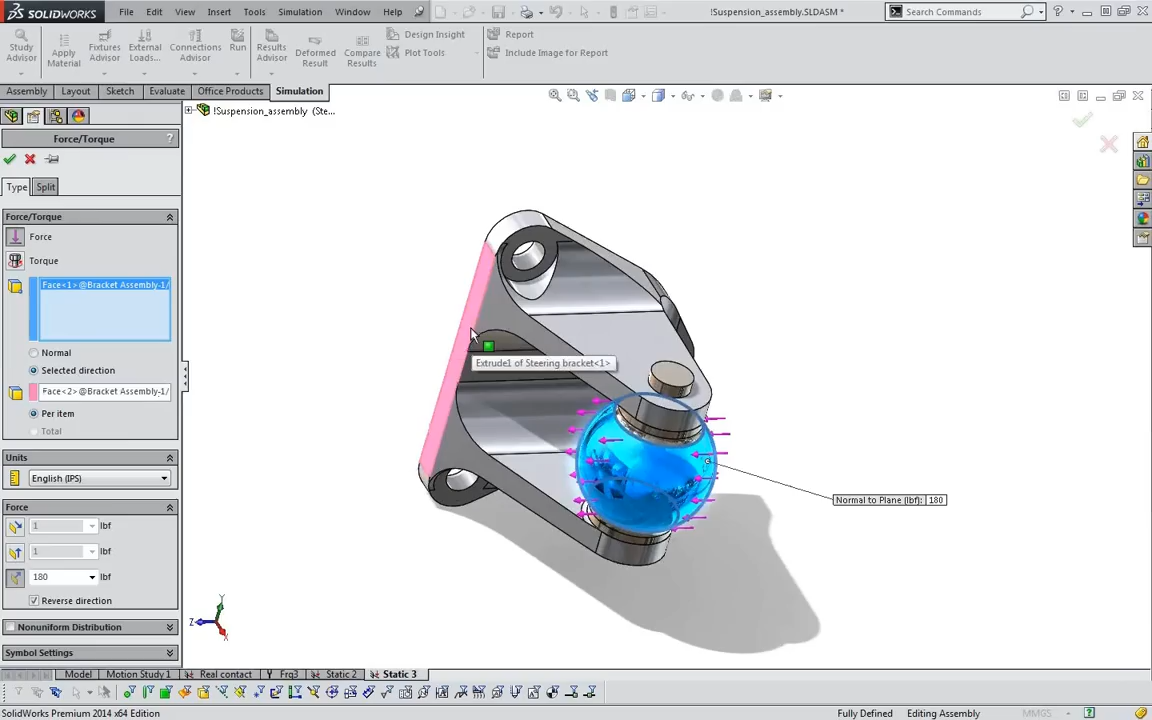 SOLIDWORKS
File Edit View Insert Tools Simulation Window Help
!Suspension_assembly.SLDASM *
Search Commands
Study Advisor
Apply Material
Fixtures Advisor
External Loads...
Connections Advisor
Run
Results Advisor
Deformed Result
Compare Results
Design Insight
Plot Tools
Report
Include Image for Report
Assembly Layout Sketch Evaluate Office Products Simulation
!Suspension_assembly (Ste...
Force/Torque ?
Type Split
Force/Torque
Force
Torque
Face<1>@Bracket Assembly-1/
Normal
Selected direction
Face<2>@Bracket Assembly-1/
Per item
Total
Units
English (IPS)
Force
1 lbf
1 lbf
180 lbf
Reverse direction
Nonuniform Distribution
Symbol Settings
Extrude1 of Steering bracket<1>
Normal to Plane (lbf): 180
Y
Z
X
Model Motion Study 1 Real contact Frq3 Static 2 Static 3
SolidWorks Premium 2014 x64 Edition
Fully Defined Editing Assembly MMGS